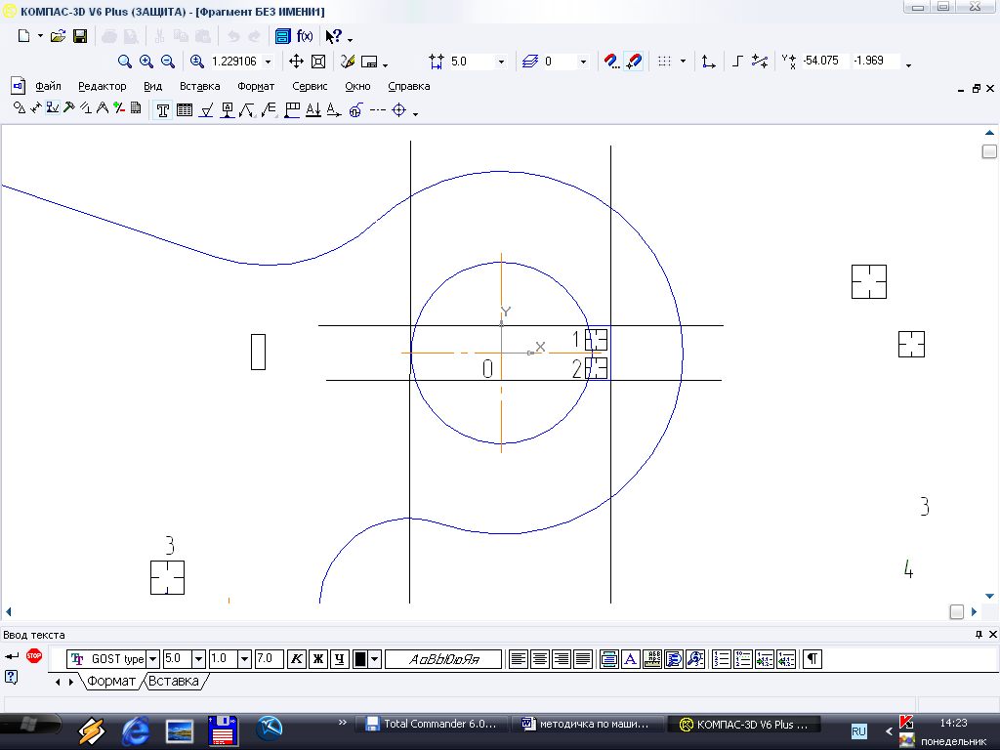 КОМПАС-3D V6 Plus (ЗАЩИТА) - [Фрагмент БЕЗ ИМЕНИ1]
f(x)
1.229106 5.0 0 -54.075 -1.969
Файл Редактор Вид Вставка Формат Сервис Окно Справка
Y
X
1
0
2
3
3
4
Ввод текста
STOP GOST type 5.0 1.0 7.0 К Ж Ч АаВЬЮюЯя
Формат Вставка
Total Commander 6.0... методичка по маши... КОМПАС-3D V6 Plus ... RU 14:23
понедельник